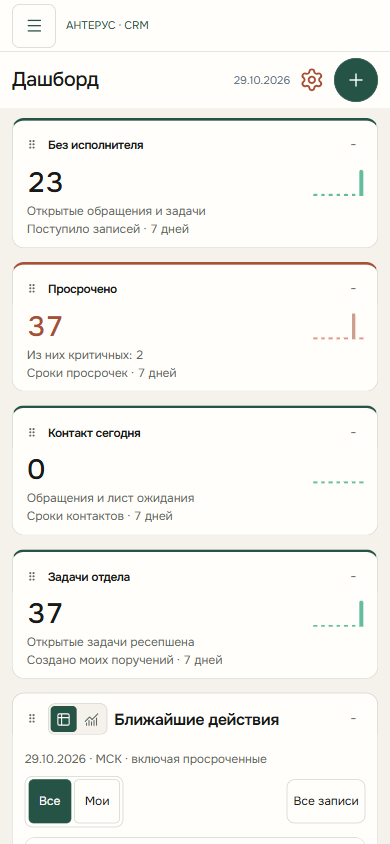 АНТЕРУС · CRM
Дашборд
29.10.2026
Без исполнителя
-
23
Открытые обращения и задачи
Поступило записей · 7 дней
Просрочено
-
37
Из них критичных: 2
Сроки просрочек · 7 дней
Контакт сегодня
-
0
Обращения и лист ожидания
Сроки контактов · 7 дней
Задачи отдела
-
37
Открытые задачи ресепшена
Создано моих поручений · 7 дней
Ближайшие действия
-
29.10.2026 · МСК · включая просроченные
Все Мои Все записи